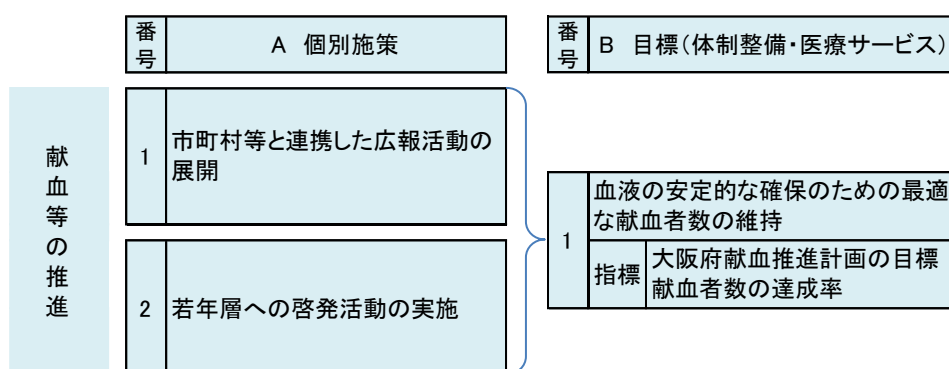 番号
A 個別施策
番号
B 目標(体制整備・医療サービス)
献血等の推進
1
市町村等と連携した広報活動の
展開
2
若年層への啓発活動の実施
1
血液の安定的な確保のための最適
な献血者数の維持
指標
大阪府献血推進計画の目標
献血者数の達成率